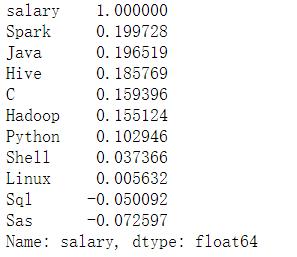 salary    1.000000
Spark     0.199728
Java      0.196519
Hive      0.185769
C         0.159396
Hadoop    0.155124
Python    0.102946
Shell     0.037366
Linux     0.005632
Sql      -0.050092
Sas      -0.072597
Name: salary, dtype: float64